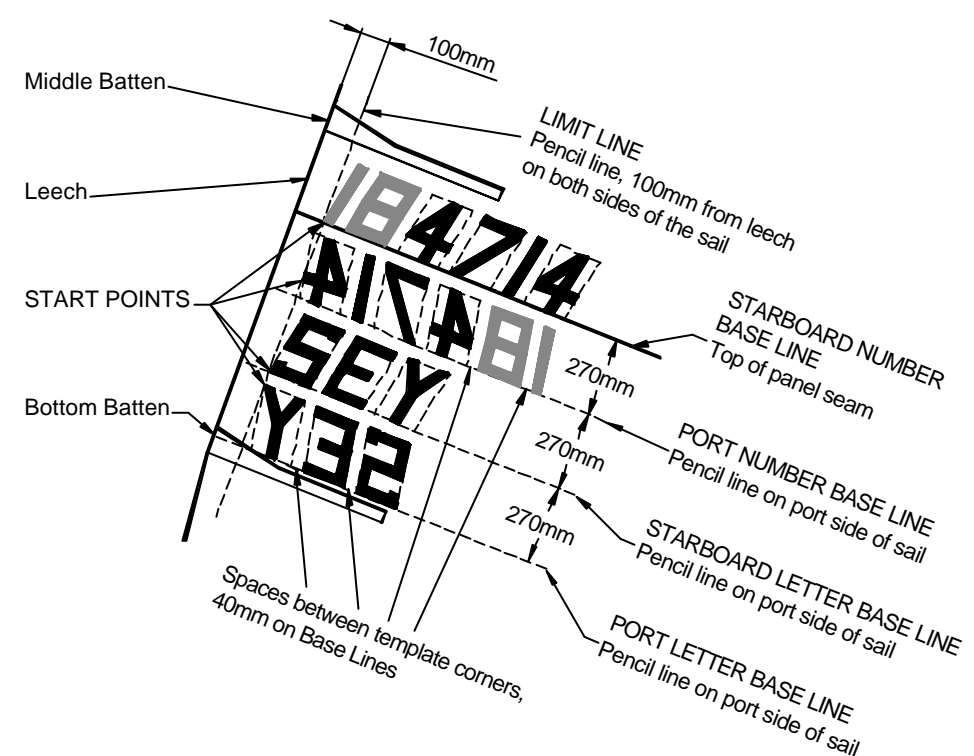 100mm
Middle Batten
LIMIT LINE
Pencil line, 100mm from leech
on both sides of the sail
Leech
184714
START POINTS
184714
SEY
SEY
STARBOARD NUMBER
BASE LINE
Top of panel seam
270mm
Bottom Batten
270mm
PORT NUMBER BASE LINE
Pencil line on port side of sail
270mm
STARBOARD LETTER BASE LINE
Pencil line on port side of sail
Spaces between template corners,
40mm on Base Lines
PORT LETTER BASE LINE
Pencil line on port side of sail